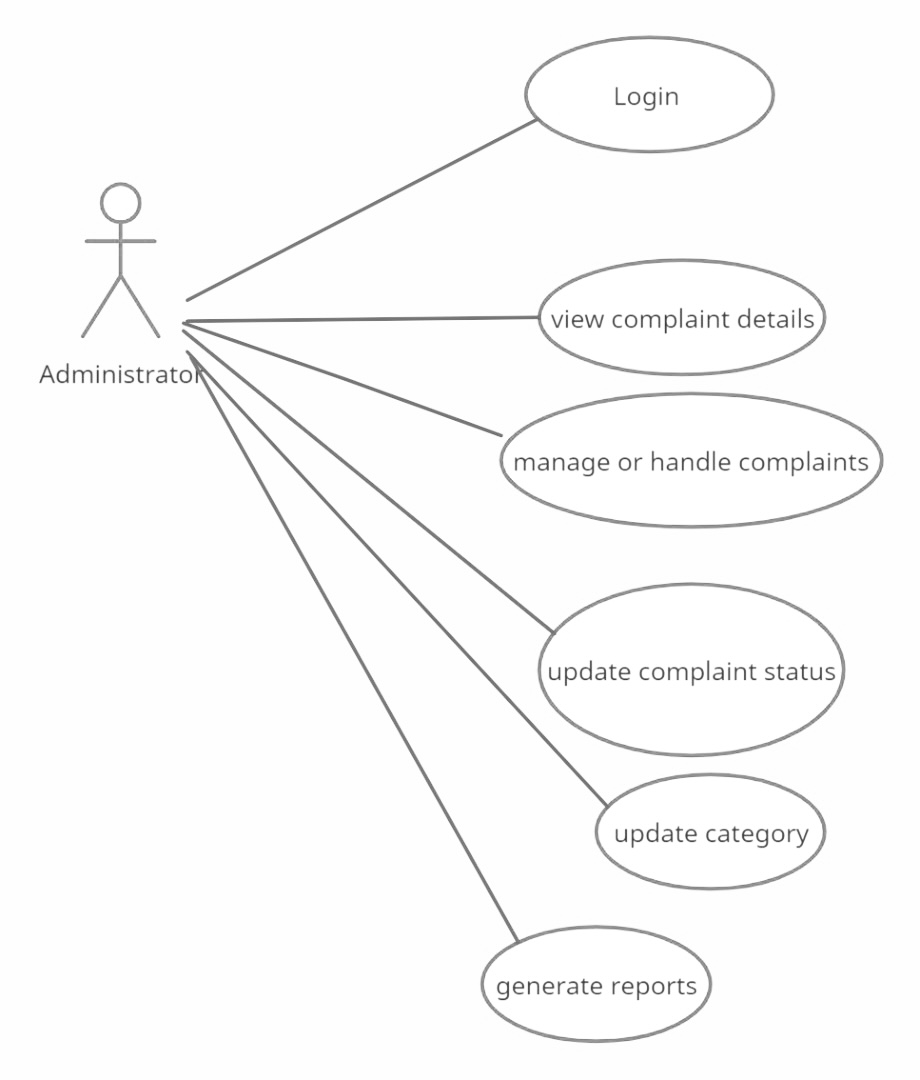 Login
Administrator
view complaint details
manage or handle complaints
update complaint status
update category
generate reports